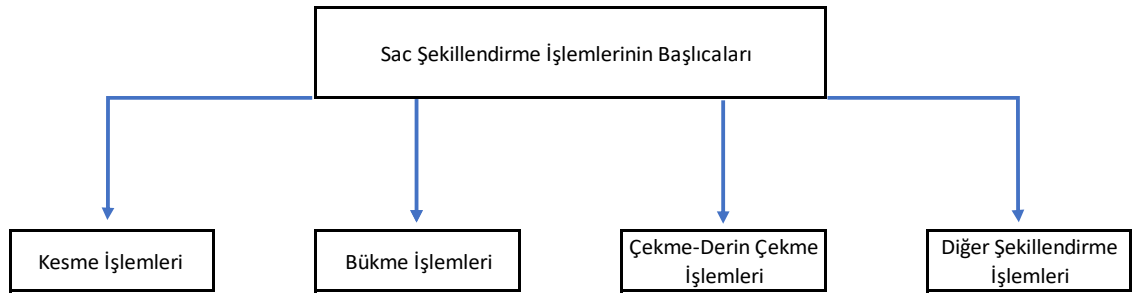 Sac Şekillendirme İşlemlerinin Başlıcaları
Kesme İşlemleri
Bükme İşlemleri
Çekme-Derin Çekme
İşlemleri
Diğer Şekillendirme
İşlemleri